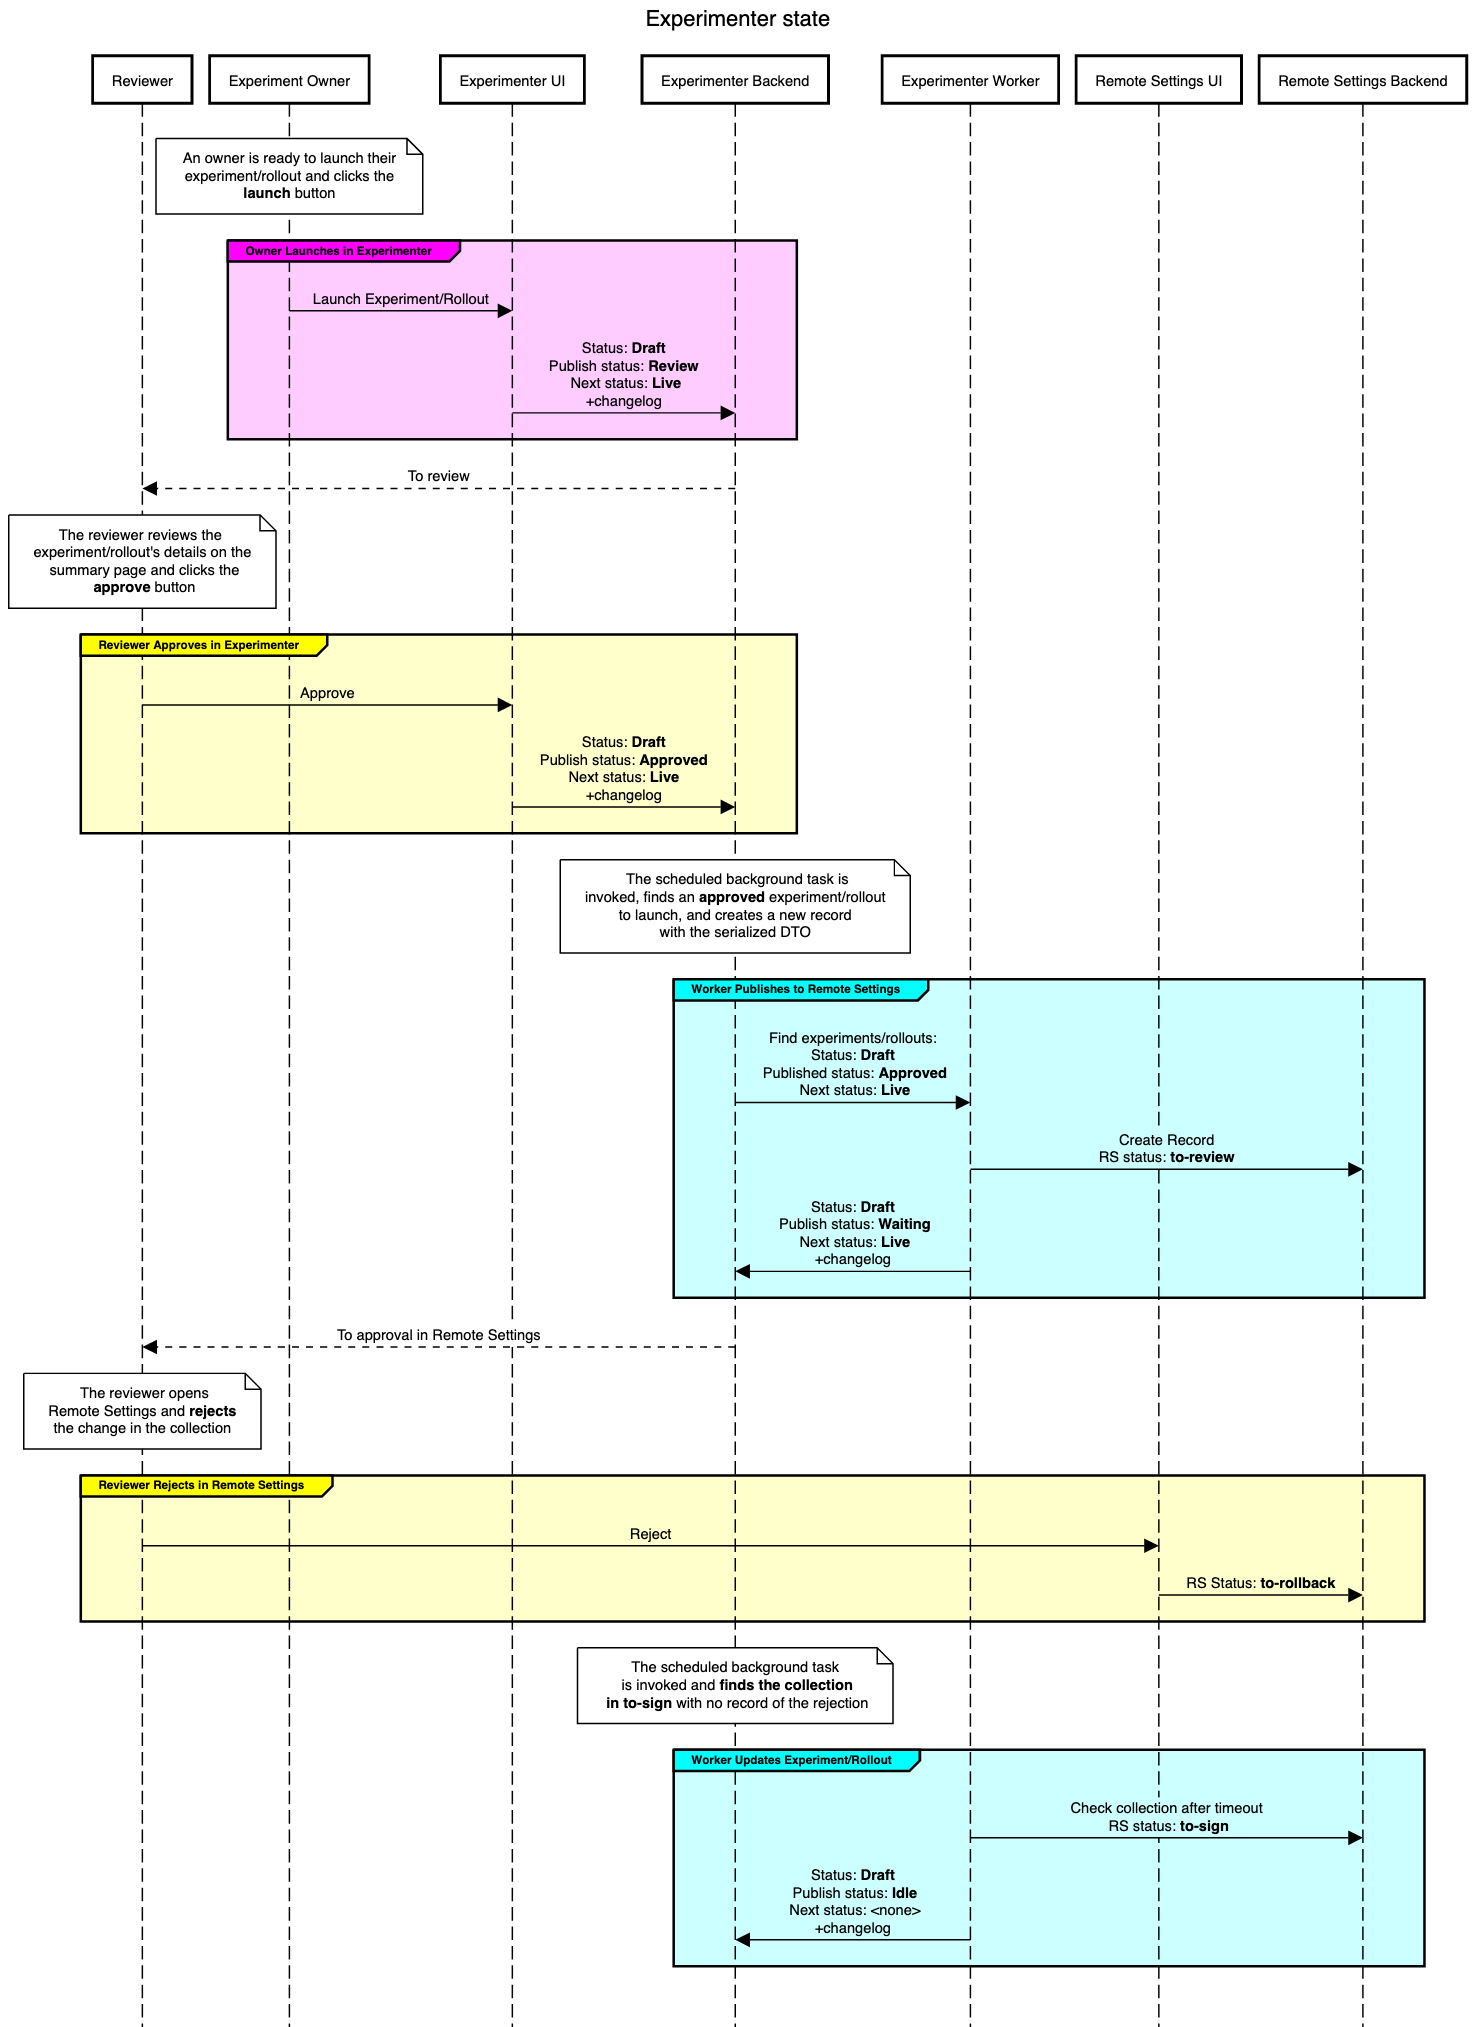 Experimenter state
Reviewer
Experiment Owner
Experimenter UI
Experimenter Backend
Experimenter Worker
Remote Settings UI
Remote Settings Backend
An owner is ready to launch their
experiment/rollout and clicks the
launch button
Owner Launches in Experimenter
Launch Experiment/Rollout
Status: Draft
Publish status: Review
Next status: Live
+changelog
To review
The reviewer reviews the
experiment/rollout's details on the
summary page and clicks the
approve button
Reviewer Approves in Experimenter
Approve
Status: Draft
Publish status: Approved
Next status: Live
+changelog
The scheduled background task is
invoked, finds an approved experiment/rollout
to launch, and creates a new record
with the serialized DTO
Worker Publishes to Remote Settings
Find experiments/rollouts:
Status: Draft
Published status: Approved
Next status: Live
Create Record
RS status: to-review
Status: Draft
Publish status: Waiting
Next status: Live
+changelog
To approval in Remote Settings
The reviewer opens
Remote Settings and rejects
the change in the collection
Reviewer Rejects in Remote Settings
Reject
RS Status: to-rollback
The scheduled background task
is invoked and finds the collection
in to-sign with no record of the rejection
Worker Updates Experiment/Rollout
Check collection after timeout
RS status: to-sign
Status: Draft
Publish status: Idle
Next status: <none>
+changelog